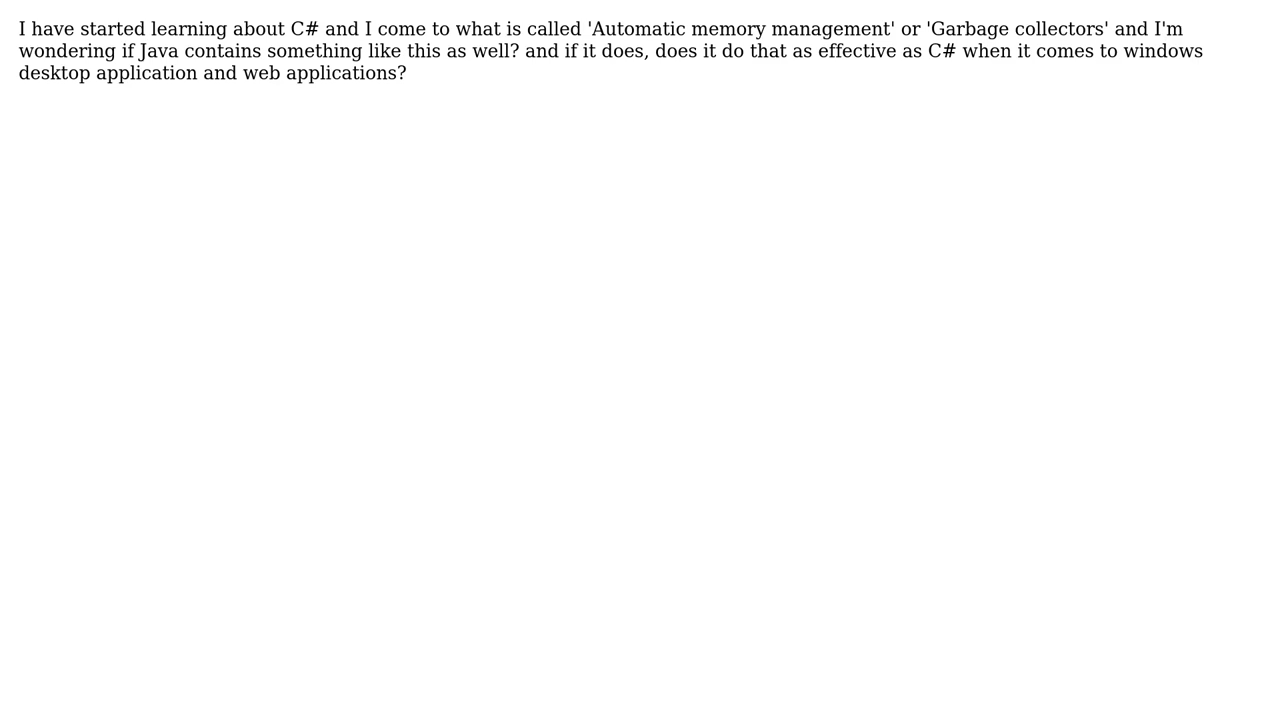 I have started learning about C# and I come to what is called 'Automatic memory management' or 'Garbage collectors' and I'm
wondering if Java contains something like this as well? and if it does, does it do that as effective as C# when it comes to windows
desktop application and web applications?